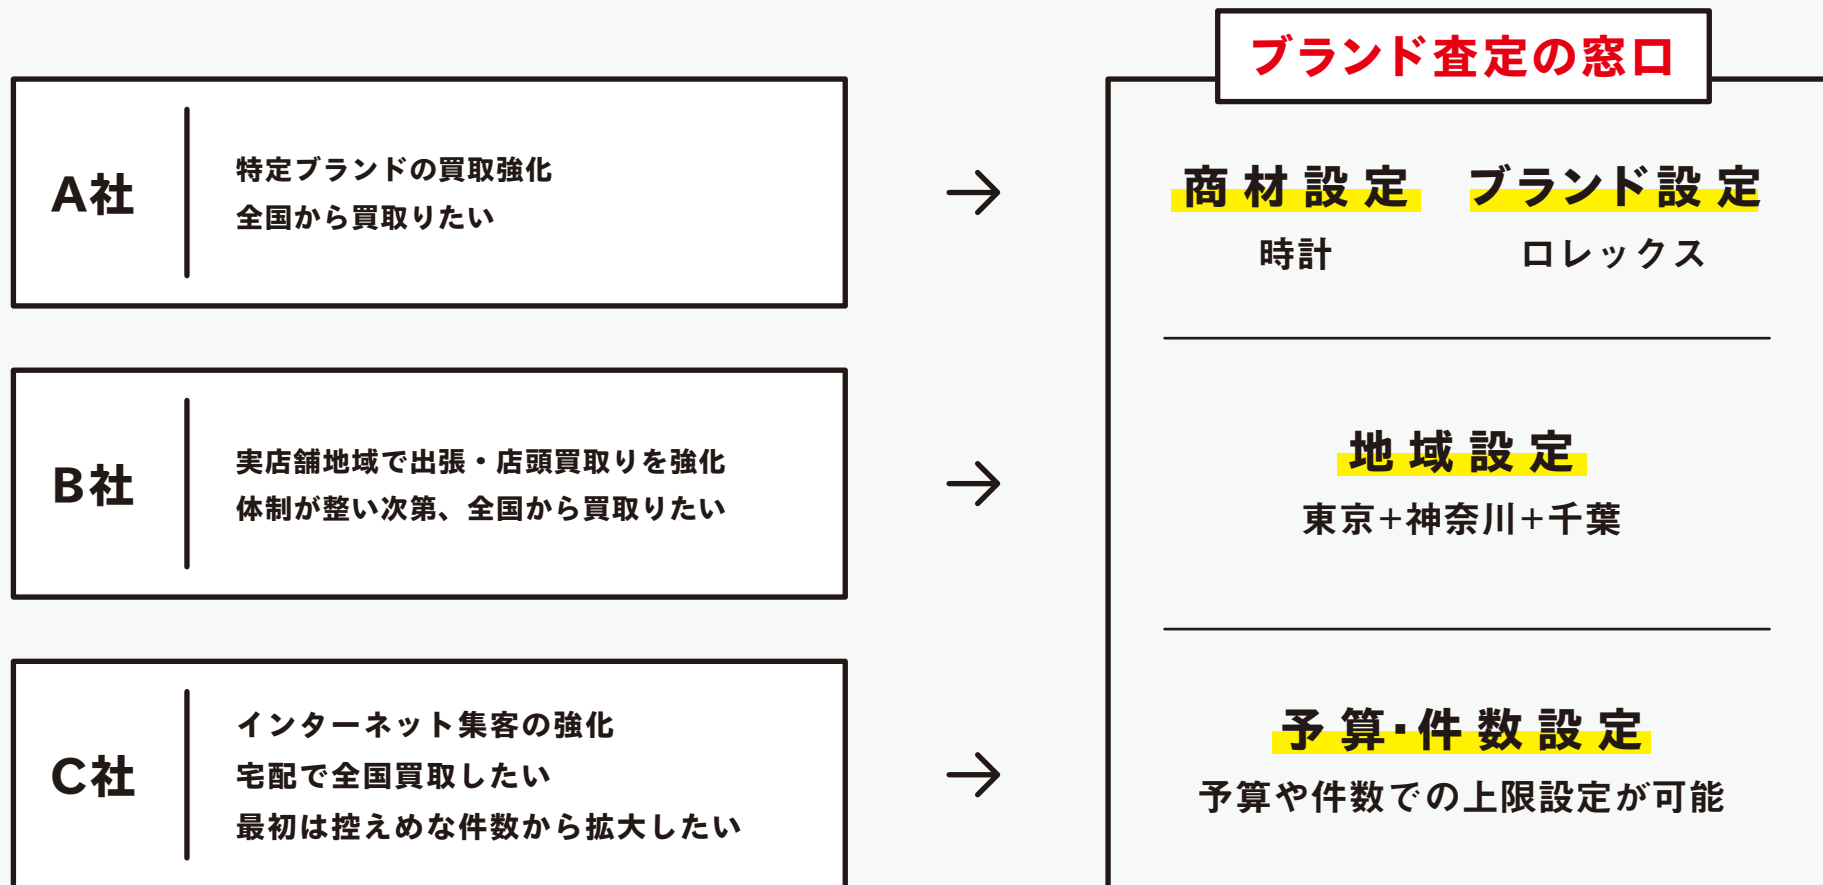 ブランド査定の窓口
A社
特定ブランドの買取強化
全国から買取りたい
→
商材設定 ブランド設定
時計 ロレックス
B社
実店舗地域で出張・店頭買取りを強化
体制が整い次第、全国から買取りたい
→
地域設定
東京+神奈川+千葉
C社
インターネット集客の強化
宅配で全国買取したい
最初は控えめな件数から拡大したい
→
予算・件数設定
予算や件数での上限設定が可能